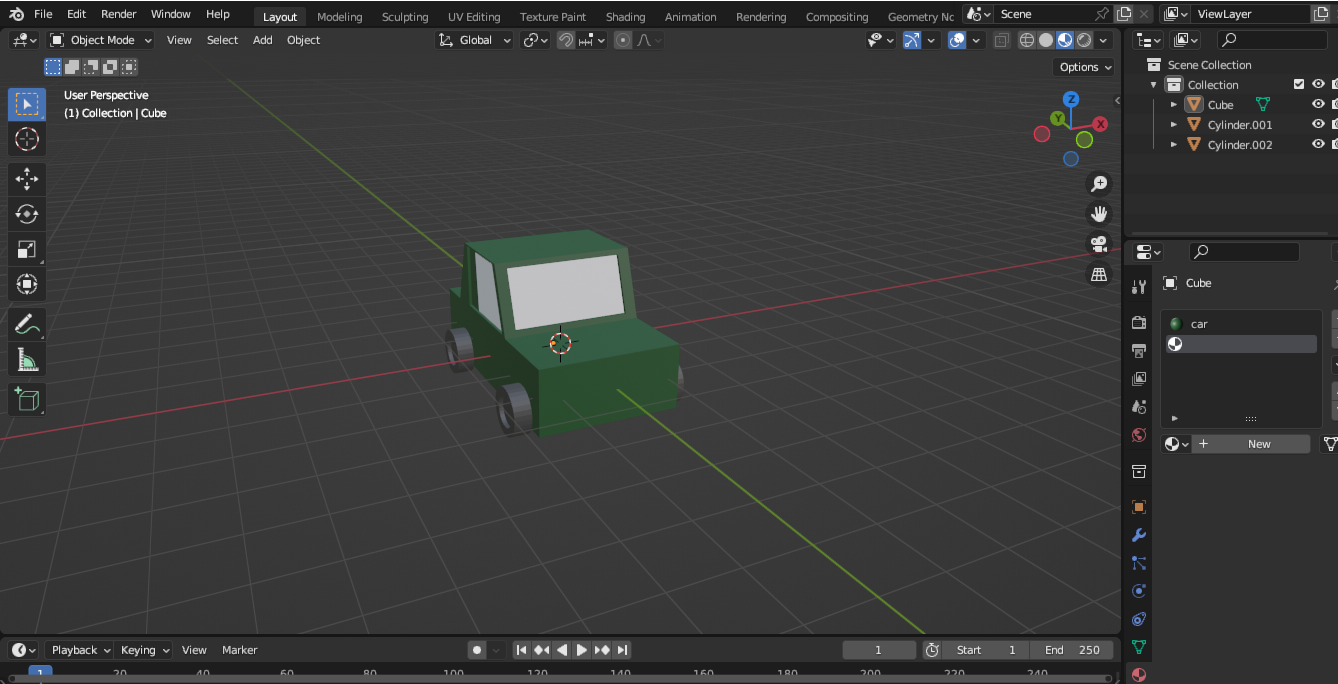 File Edit Render Window Help Layout Modeling Sculpting UV Editing Texture Paint Shading Animation Rendering Compositing Geometry Nc Scene ViewLayer
Object Mode View Select Add Object Global
Options
User Perspective
(1) Collection | Cube
Z
Y
X
Scene Collection
Collection
Cube
Cylinder.001
Cylinder.002
Cube
car
New
Playback Keying View Marker 1 Start 1 End 250
1 20 40 60 80 100 120 140 160 180 200 220 240